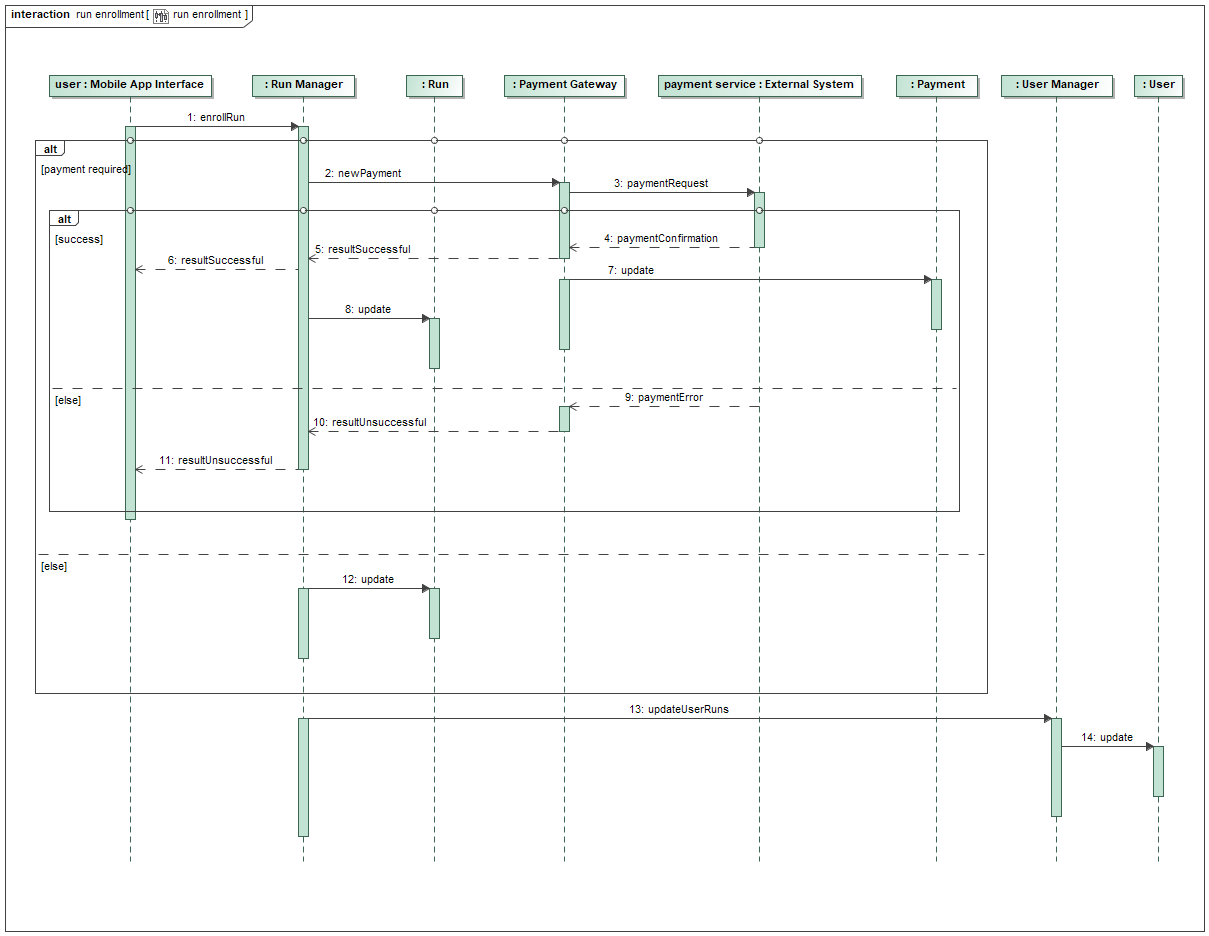 interaction run enrollment [ run enrollment ]
user : Mobile App Interface
: Run Manager
: Run
: Payment Gateway
payment service : External System
: Payment
: User Manager
: User
1: enrollRun
alt
[payment required]
2: newPayment
3: paymentRequest
alt
[success]
4: paymentConfirmation
5: resultSuccessful
6: resultSuccessful
7: update
8: update
[else]
9: paymentError
10: resultUnsuccessful
11: resultUnsuccessful
[else]
12: update
13: updateUserRuns
14: update